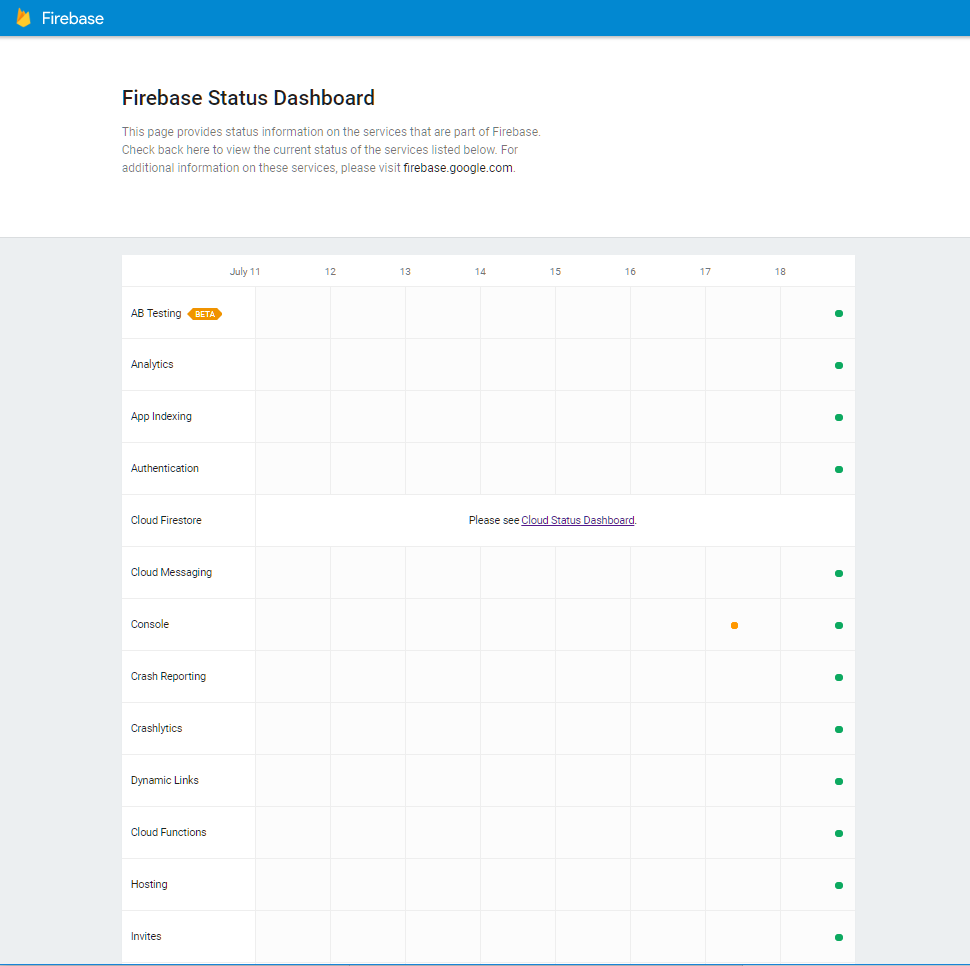 Firebase
Firebase Status Dashboard
This page provides status information on the services that are part of Firebase.
Check back here to view the current status of the services listed below. For
additional information on these services, please visit firebase.google.com.
July 11 12 13 14 15 16 17 18
AB Testing BETA
Analytics
App Indexing
Authentication
Cloud Firestore Please see Cloud Status Dashboard.
Cloud Messaging
Console
Crash Reporting
Crashlytics
Dynamic Links
Cloud Functions
Hosting
Invites